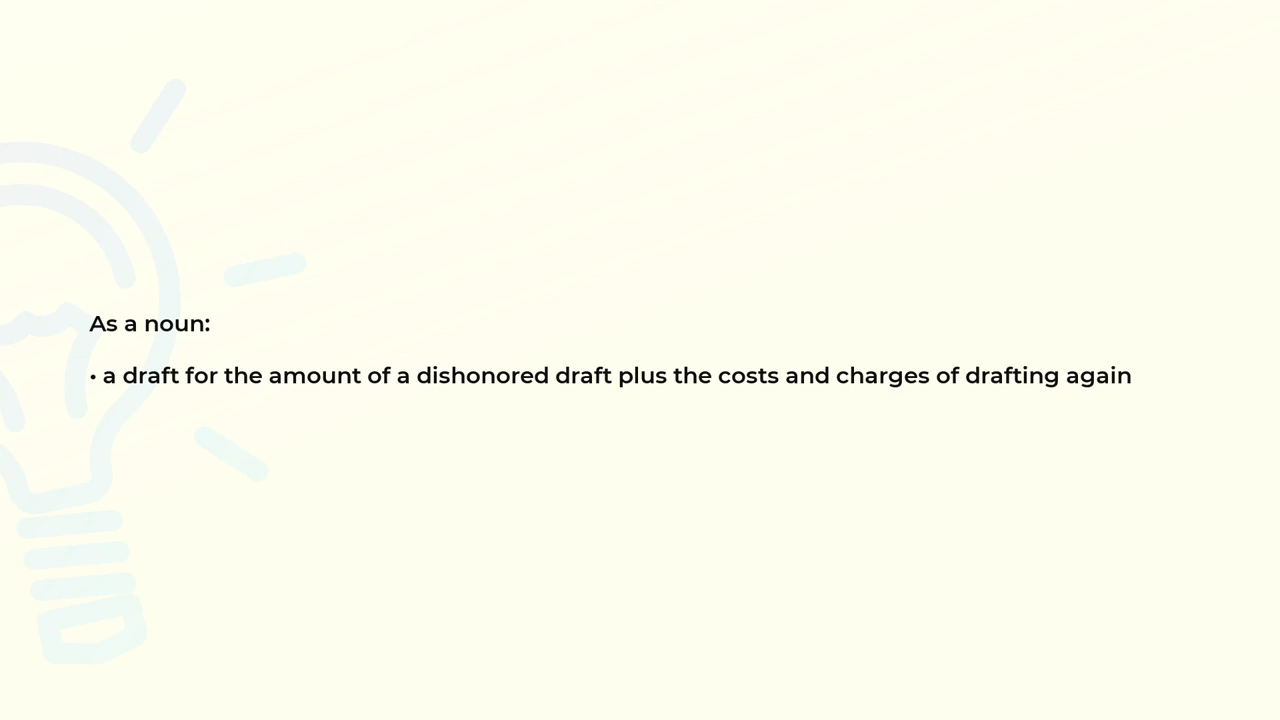 As a noun:
• a draft for the amount of a dishonored draft plus the costs and charges of drafting again